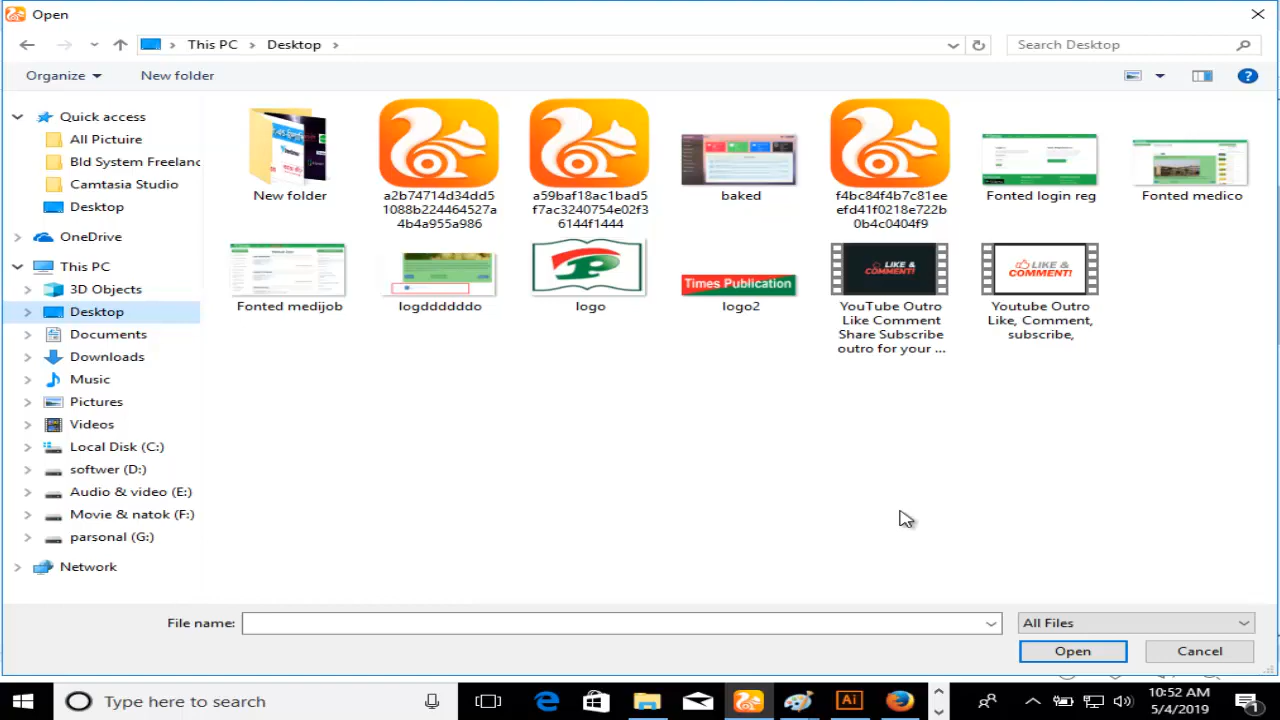 Open
This PC
Desktop
Search Desktop
Organize
New folder
Quick access
All Picture
Bld System Freelanc
Camtasia Studio
Desktop
OneDrive
This PC
3D Objects
Desktop
Documents
Downloads
Music
Pictures
Videos
Local Disk (C:)
softwer (D:)
Audio & video (E:)
Movie & natok (F:)
parsonal (G:)
Network
New folder
a2b74714d34dd5
1088b224464527a
4b4a955a986
a59baf18ac1bad5
f7ac3240754e02f3
6144f1444
baked
f4bc84f4b7c81ee
efd41f0218e722b
0b4c0404f9
Fonted login reg
Fonted medico
Fonted medijob
logddddddo
logo
Times Publication
logo2
LIKE &
COMMENT!
YouTube Outro
Like Comment
Share Subscribe
outro for your ...
LIKE &
COMMENT!
Youtube Outro
Like, Comment,
subscribe,
File name:
All Files
Open
Cancel
Type here to search
Ai
10:52 AM
5/4/2019
1